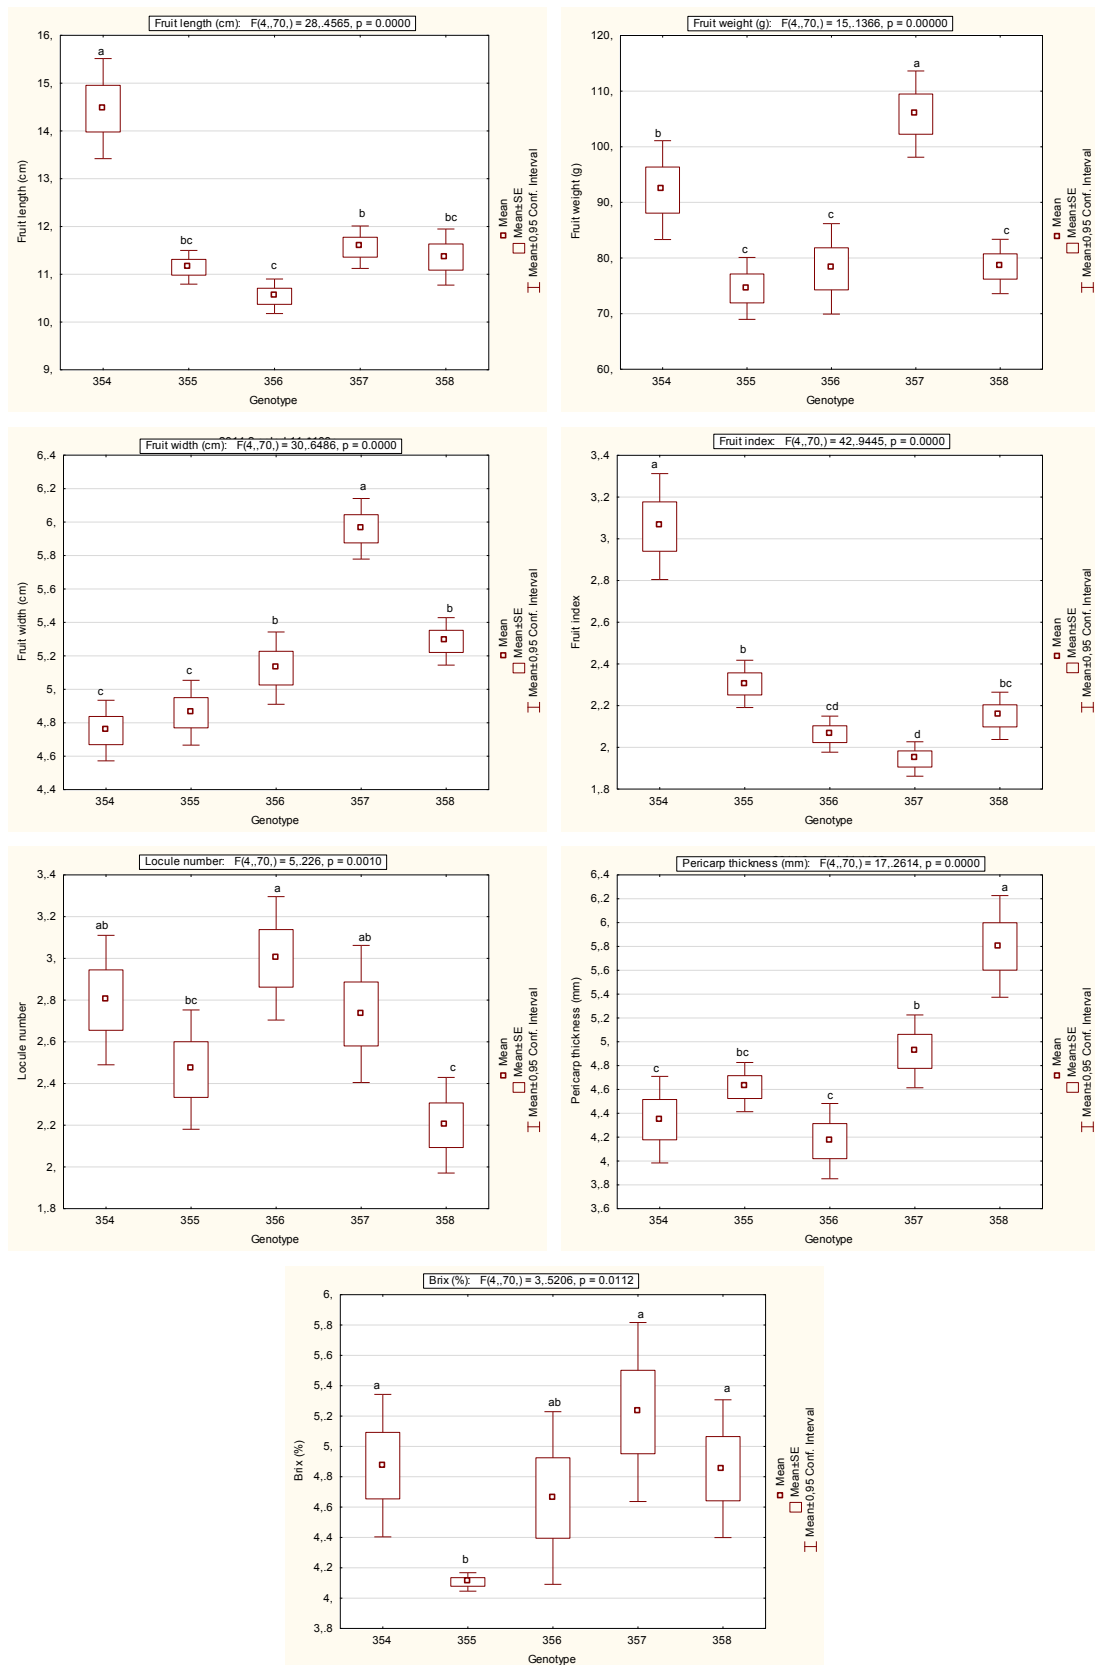 Fruit length (cm): F(4,,70,) = 28,.4565, p = 0.0000
16,
15,
14,
13,
12,
11,
10,
9,
Fruit length (cm)
a
bc
c
b
bc
354 355 356 357 358
Genotype
Mean
Mean±SE
Mean±0,95 Conf. Interval
Fruit weight (g): F(4,,70,) = 15,.1366, p = 0.00000
120,
110,
100,
90,
80,
70,
60,
Fruit weight (g)
b
c
c
a
c
354 355 356 357 358
Genotype
Mean
Mean±SE
Mean±0,95 Conf. Interval
Fruit width (cm): F(4,,70,) = 30,.6486, p = 0.0000
6,.4
6,.2
6,
5,.8
5,.6
5,.4
5,.2
5,
4,.8
4,.6
4,.4
Fruit width (cm)
c
c
b
a
b
354 355 356 357 358
Genotype
Mean
Mean±SE
Mean±0,95 Conf. Interval
Fruit index: F(4,,70,) = 42,.9445, p = 0.0000
3,.4
3,.2
3,
2,.8
2,.6
2,.4
2,.2
2,
1,.8
Fruit index
a
b
cd
d
bc
354 355 356 357 358
Genotype
Mean
Mean±SE
Mean±0,95 Conf. Interval
Locule number: F(4,,70,) = 5,.226, p = 0.0010
3,.4
3,.2
3,
2,.8
2,.6
2,.4
2,.2
2,
1,.8
Locule number
ab
bc
a
ab
c
354 355 356 357 358
Genotype
Mean
Mean±SE
Mean±0,95 Conf. Interval
Pericarp thickness (mm): F(4,,70,) = 17,.2614, p = 0.0000
6,.4
6,.2
6,
5,.8
5,.6
5,.4
5,.2
5,
4,.8
4,.6
4,.4
4,.2
4,
3,.8
3,.6
Pericarp thickness (mm)
c
bc
c
b
a
354 355 356 357 358
Genotype
Mean
Mean±SE
Mean±0,95 Conf. Interval
Brix (%): F(4,,70,) = 3,.5206, p = 0.0112
6,
5,.8
5,.6
5,.4
5,.2
5,
4,.8
4,.6
4,.4
4,.2
4,
3,.8
Brix (%)
a
b
ab
a
a
354 355 356 357 358
Genotype
Mean
Mean±SE
Mean±0,95 Conf. Interval